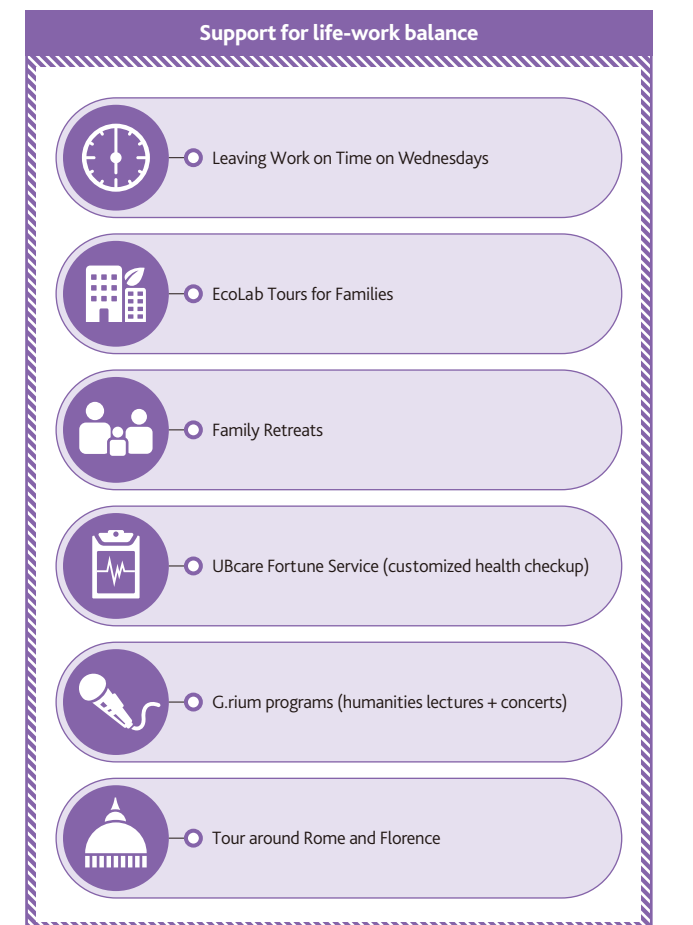 Support for life-work balance
Leaving Work on Time on Wednesdays
EcoLab Tours for Families
Family Retreats
UBcare Fortune Service (customized health checkup)
G.rium programs (humanities lectures + concerts)
Tour around Rome and Florence